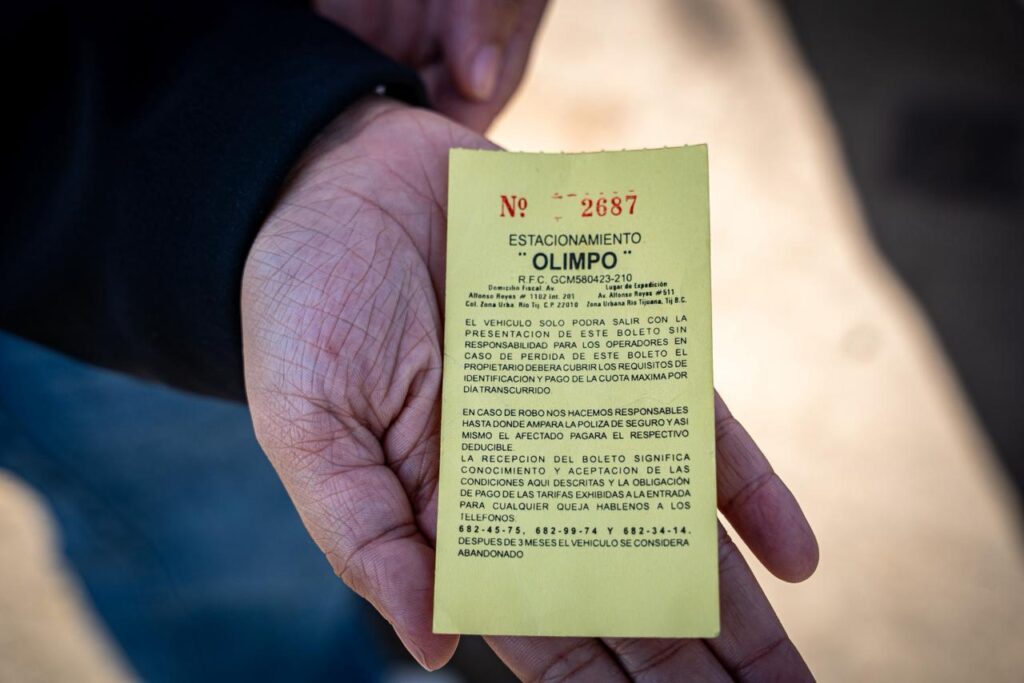 Nº 2687
ESTACIONAMIENTO
" OLIMPO "
R.F.C. GCM580423-210
Domicilio Fiscal: Av.
Alfonso Reyes # 1102 Int. 201
Col. Zona Urba. Rio Tij. C.P 22010
Lugar de Expedición
Av. Alfonso Reyes #511
Zona Urbana Rio Tijuana, Tij B.C.
EL VEHICULO SOLO PODRA SALIR CON LA
PRESENTACION DE ESTE BOLETO SIN
RESPONSABILIDAD PARA LOS OPERADORES EN
CASO DE PERDIDA DE ESTE BOLETO EL
PROPIETARIO DEBERA CUBRIR LOS REQUISITOS DE
IDENTIFICACION Y PAGO DE LA CUOTA MAXIMA POR
DÍA TRANSCURRIDO.
EN CASO DE ROBO NOS HACEMOS RESPONSABLES
HASTA DONDE AMPARA LA POLIZA DE SEGURO Y ASI
MISMO EL AFECTADO PAGARA EL RESPECTIVO
DEDUCIBLE.
LA RECEPCION DEL BOLETO SIGNIFICA
CONOCIMIENTO Y ACEPTACION DE LAS
CONDICIONES AQUI DESCRITAS Y LA OBLIGACIÓN
DE PAGO DE LAS TARIFAS EXHIBIDAS A LA ENTRADA
PARA CUALQUIER QUEJA HABLENOS A LOS
TELEFONOS
682-45-75, 682-99-74 Y 682-34-14.
DESPUES DE 3 MESES EL VEHICULO SE CONSIDERA
ABANDONADO